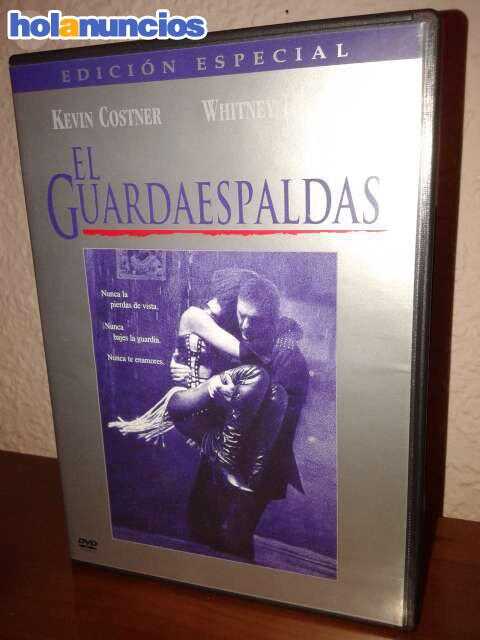 holanuncios
EDICIÓN ESPECIAL
KEVIN COSTNER WHITNEY
EL
GUARDAESPALDAS
Nunca la
pierdas de vista.
Nunca
bajes la guardia.
Nunca te enamores.
DVD